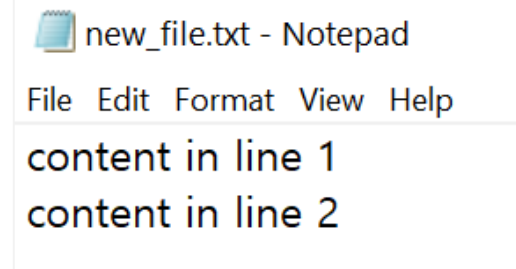 new_file.txt - Notepad
File Edit Format View Help
content in line 1
content in line 2